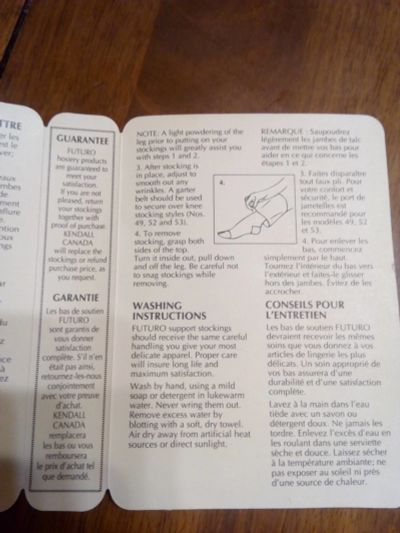 TTRE
GUARANTEE
FUTURO
hosiery products
are guaranteed to
meet your
satisfaction.
If you are not
pleased, return
your stockings
together with
proof of purchase.
KENDALL
CANADA
will replace the
stockings or refund
purchase price, as
you request.
GARANTIE
Les bas de soutien
FUTURO
sont garantis de
vous donner
satisfaction
complète. S'il n'en
était pas ainsi,
retournez-les-nous
conjointement
avec votre preuve
d'achat.
KENDALL
CANADA
remplacera
les bas ou vous
remboursera
le prix d'achat tel
que demandé.
NOTE: A light powdering of the
leg prior to putting on your
stockings will greatly assist you
with steps 1 and 2.
3. After stocking is
in place, adjust to
smooth out any
wrinkles. A garter
belt should be used
to secure over knee
stocking styles (Nos.
49, 52 and 53).
4. To remove
stocking, grasp both
sides of the top.
Turn it inside out, pull down
and off the leg. Be careful not
to snag stockings while
removing.
WASHING
INSTRUCTIONS
FUTURO support stockings
should receive the same careful
handling you give your most
delicate apparel. Proper care
will insure long life and
maximum satisfaction.
Wash by hand, using a mild
soap or detergent in lukewarm
water. Never wring them out.
Remove excess water by
blotting with a soft, dry towel.
Air dry away from artificial heat
sources or direct sunlight.
4.
REMARQUE : Saupoudrez
légèrement les jambes de talc
avant de mettre vos bas pour
aider en ce qui concerne les
étapes 1 et 2.
3. Faites disparaître
tout faux pli. Pour
votre confort et
sécurité, le port de
jarretelles est
recommandé pour
les modèles 49, 52
et 53.
4: Pour enlever les
bas, commencez
simplement par le haut.
Tournez l'intérieur du bas vers
l'extérieur et faites-le glisser
hors des jambes. Évitez de les
accrocher.
CONSEILS POUR
L'ENTRETIEN
Les bas de soutien FUTURO
devraient recevoir les mêmes
soins que vous donnez à vos
articles de lingerie les plus
délicats. Un soin approprié de
vos bas assurera d'une
durabilité et d'une satisfaction
complète.
Lavez à la main dans l'eau
tiède avec un savon ou
détergent doux. Ne jamais les
tordre. Enlevez l'excès d'eau en
les roulant dans une serviette
sèche et douce. Laissez sécher
à la température ambiante; ne
pas exposer au soleil ni près
d'une source de chaleur.